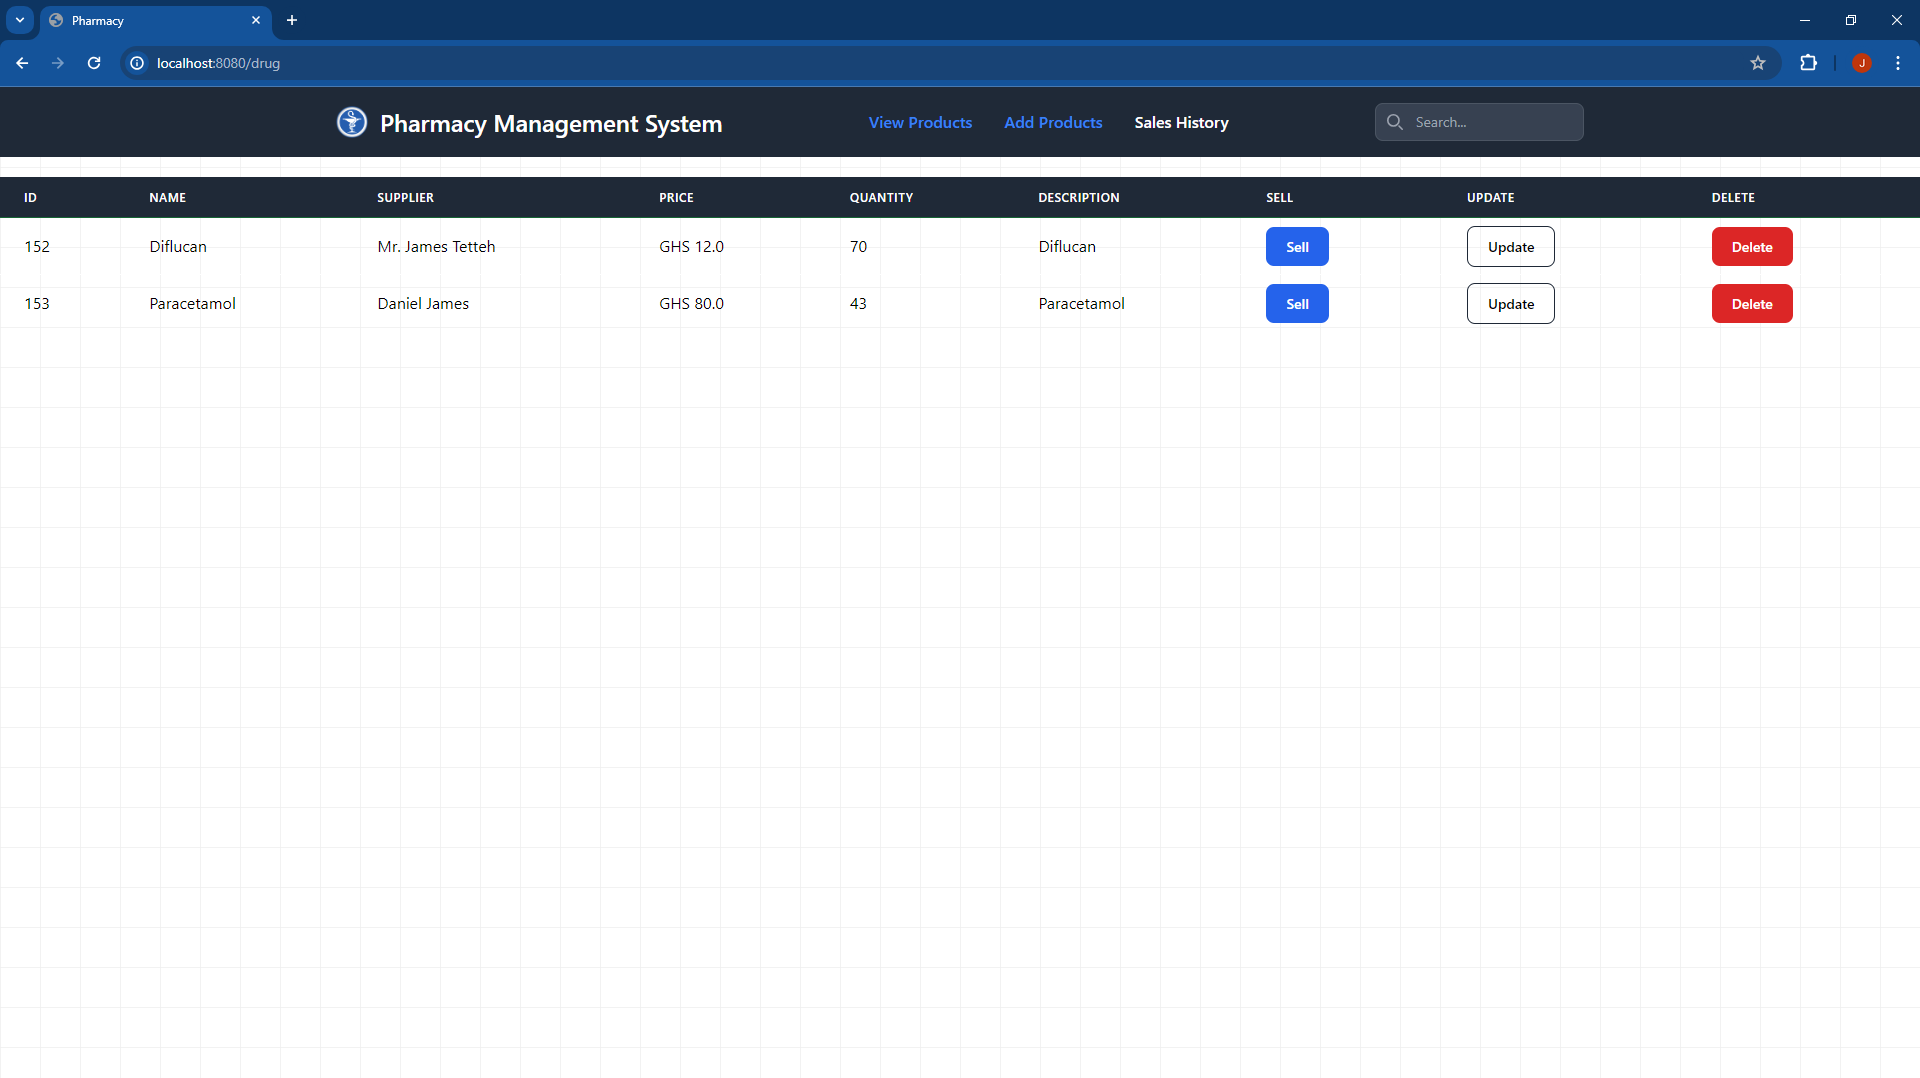 Pharmacy
localhost:8080/drug
J
Pharmacy Management System View Products Add Products Sales History Search...
ID NAME SUPPLIER PRICE QUANTITY DESCRIPTION SELL UPDATE DELETE
152 Diflucan Mr. James Tetteh GHS 12.0 70 Diflucan Sell Update Delete
153 Paracetamol Daniel James GHS 80.0 43 Paracetamol Sell Update Delete